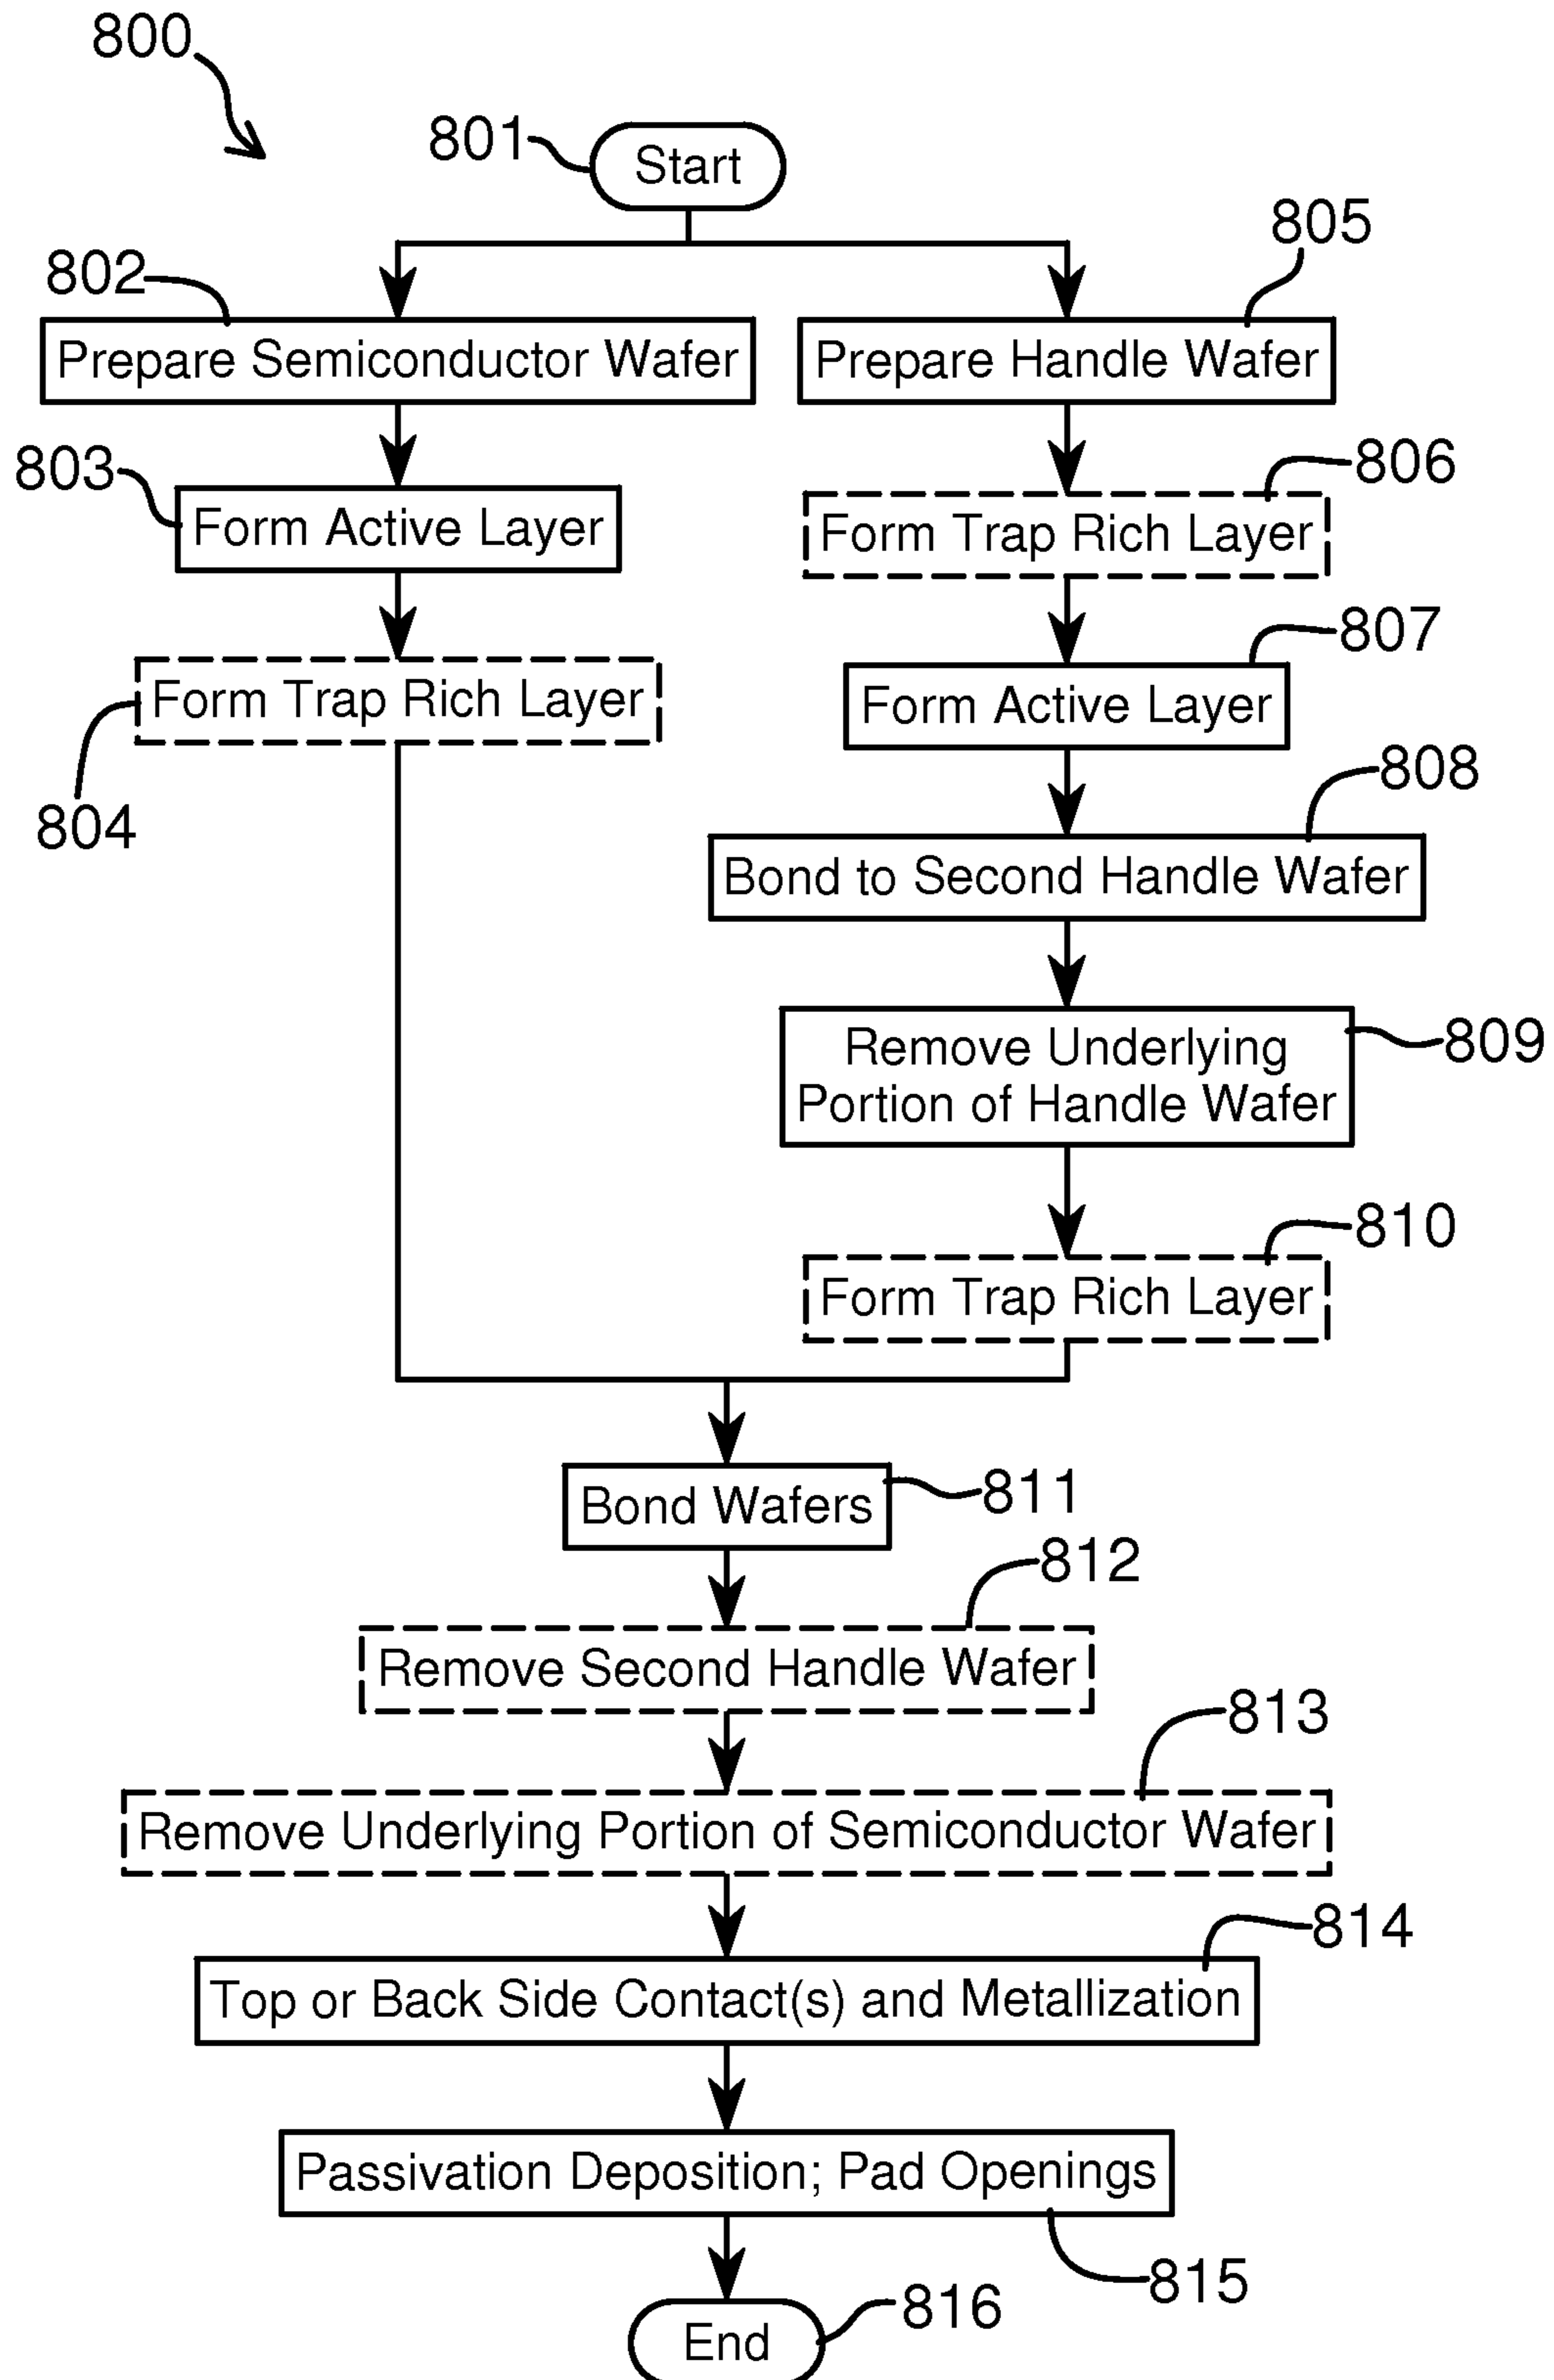 800
801
Start
805
802
Prepare Semiconductor Wafer
Prepare Handle Wafer
803
806
Form Active Layer
Form Trap Rich Layer
807
Form Trap Rich Layer
Form Active Layer
804
808
Bond to Second Handle Wafer
Remove Underlying
Portion of Handle Wafer
809
810
Form Trap Rich Layer
Bond Wafers
811
812
Remove Second Handle Wafer
813
Remove Underlying Portion of Semiconductor Wafer
814
Top or Back Side Contact(s) and Metallization
Passivation Deposition; Pad Openings
815
816
End